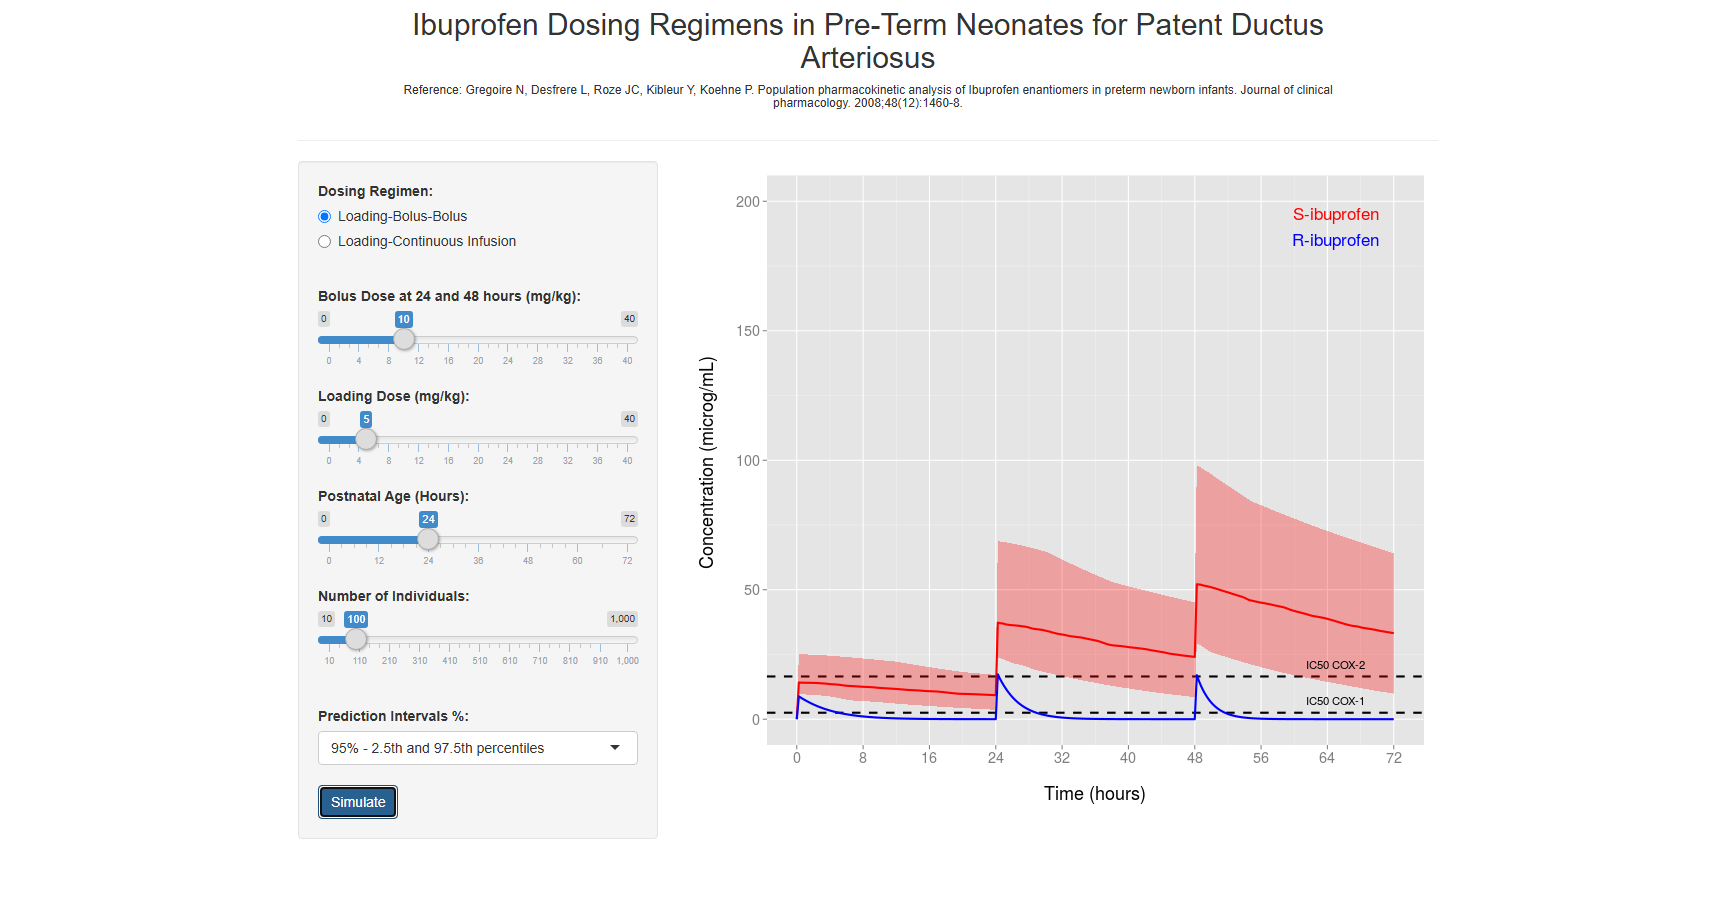 Ibuprofen Dosing Regimens in Pre-Term Neonates for Patent Ductus
Arteriosus
Reference: Gregoire N, Desfrere L, Roze JC, Kibleur Y, Koehne P. Population pharmacokinetic analysis of Ibuprofen enantiomers in preterm newborn infants. Journal of clinical
pharmacology. 2008;48(12):1460-8.
Dosing Regimen:
Loading-Bolus-Bolus
Loading-Continuous Infusion
Bolus Dose at 24 and 48 hours (mg/kg):
0 10 40
0 4 8 12 16 20 24 28 32 36 40
Loading Dose (mg/kg):
0 5 40
0 4 8 12 16 20 24 28 32 36 40
Postnatal Age (Hours):
0 24 72
0 12 24 36 48 60 72
Number of Individuals:
10 100 1,000
10 110 210 310 410 510 610 710 810 910 1,000
Prediction Intervals %:
95% - 2.5th and 97.5th percentiles
Simulate
Concentration (microg/mL)
200
150
100
50
0
S-ibuprofen
R-ibuprofen
IC50 COX-2
IC50 COX-1
0 8 16 24 32 40 48 56 64 72
Time (hours)